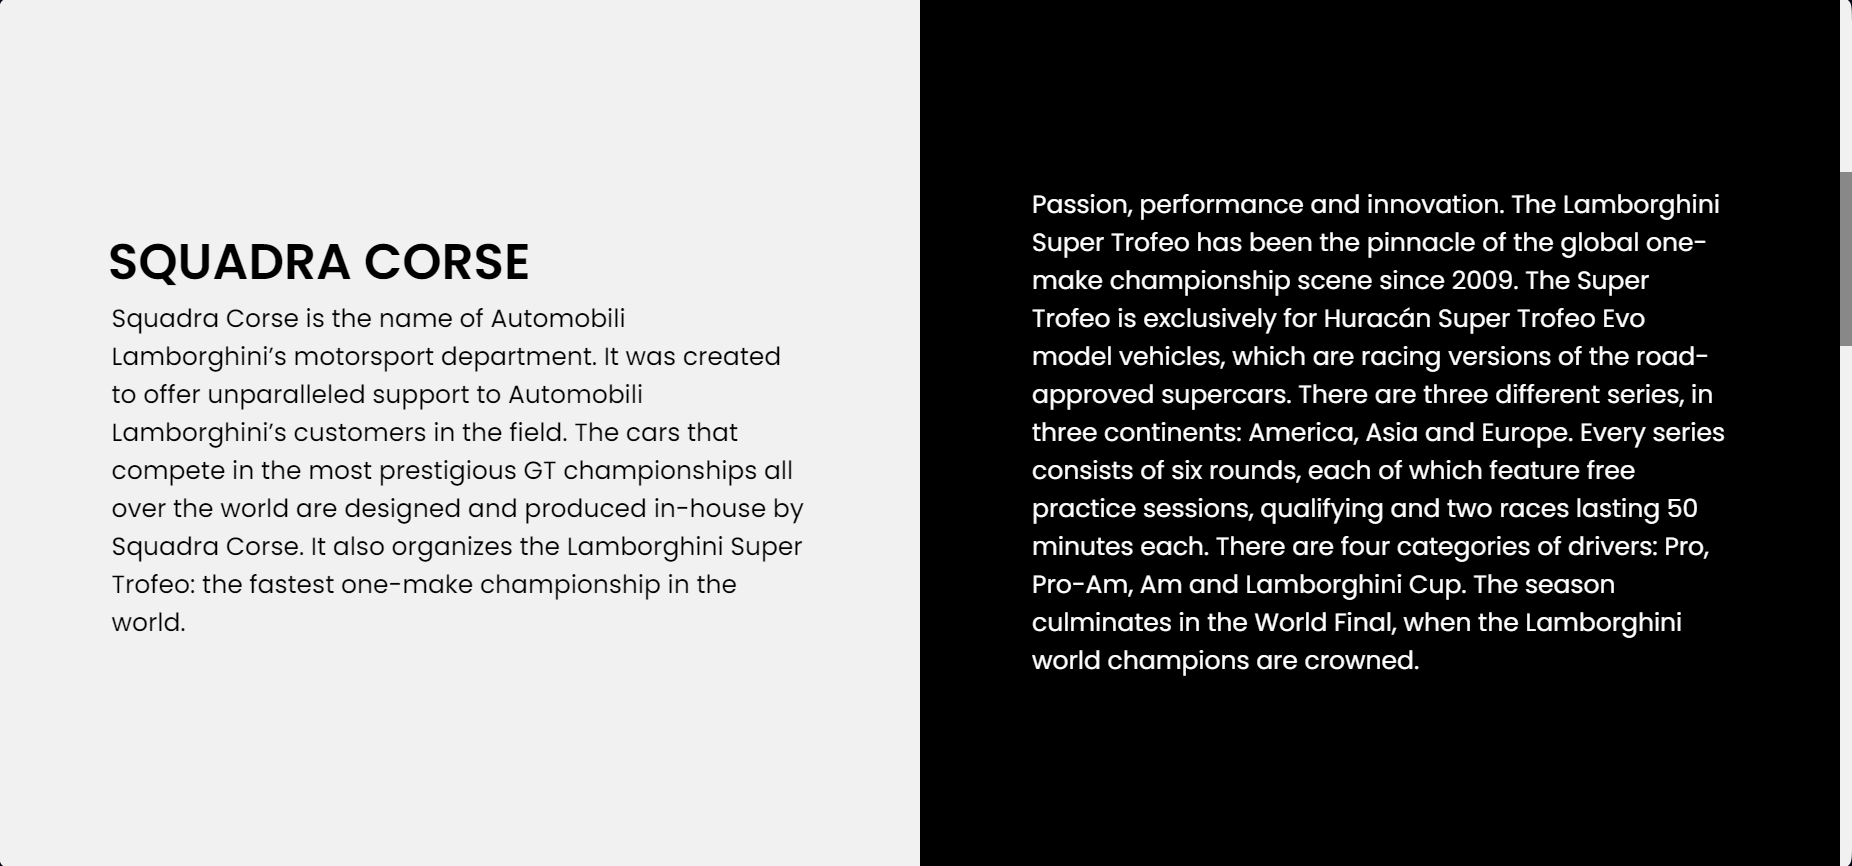 SQUADRA CORSE
Squadra Corse is the name of Automobili
Lamborghini’s motorsport department. It was created
to offer unparalleled support to Automobili
Lamborghini’s customers in the field. The cars that
compete in the most prestigious GT championships all
over the world are designed and produced in-house by
Squadra Corse. It also organizes the Lamborghini Super
Trofeo: the fastest one-make championship in the
world.
Passion, performance and innovation. The Lamborghini
Super Trofeo has been the pinnacle of the global one-
make championship scene since 2009. The Super
Trofeo is exclusively for Huracán Super Trofeo Evo
model vehicles, which are racing versions of the road-
approved supercars. There are three different series, in
three continents: America, Asia and Europe. Every series
consists of six rounds, each of which feature free
practice sessions, qualifying and two races lasting 50
minutes each. There are four categories of drivers: Pro,
Pro-Am, Am and Lamborghini Cup. The season
culminates in the World Final, when the Lamborghini
world champions are crowned.